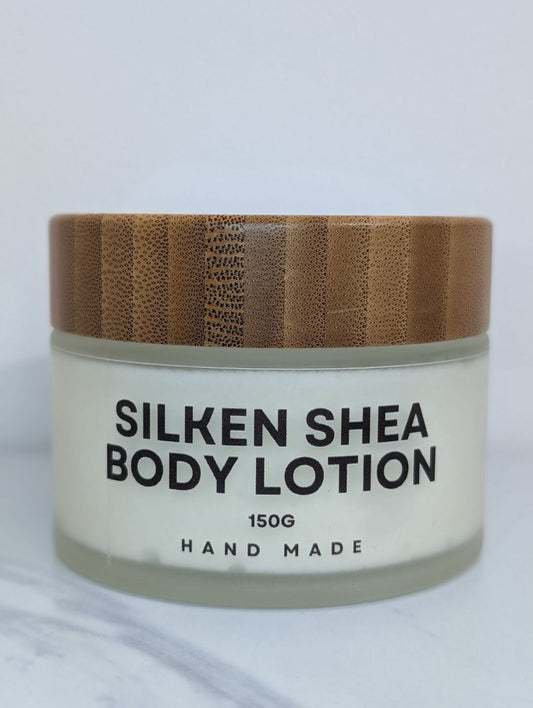 SILKEN SHEA
BODY LOTION
150G
HAND MADE